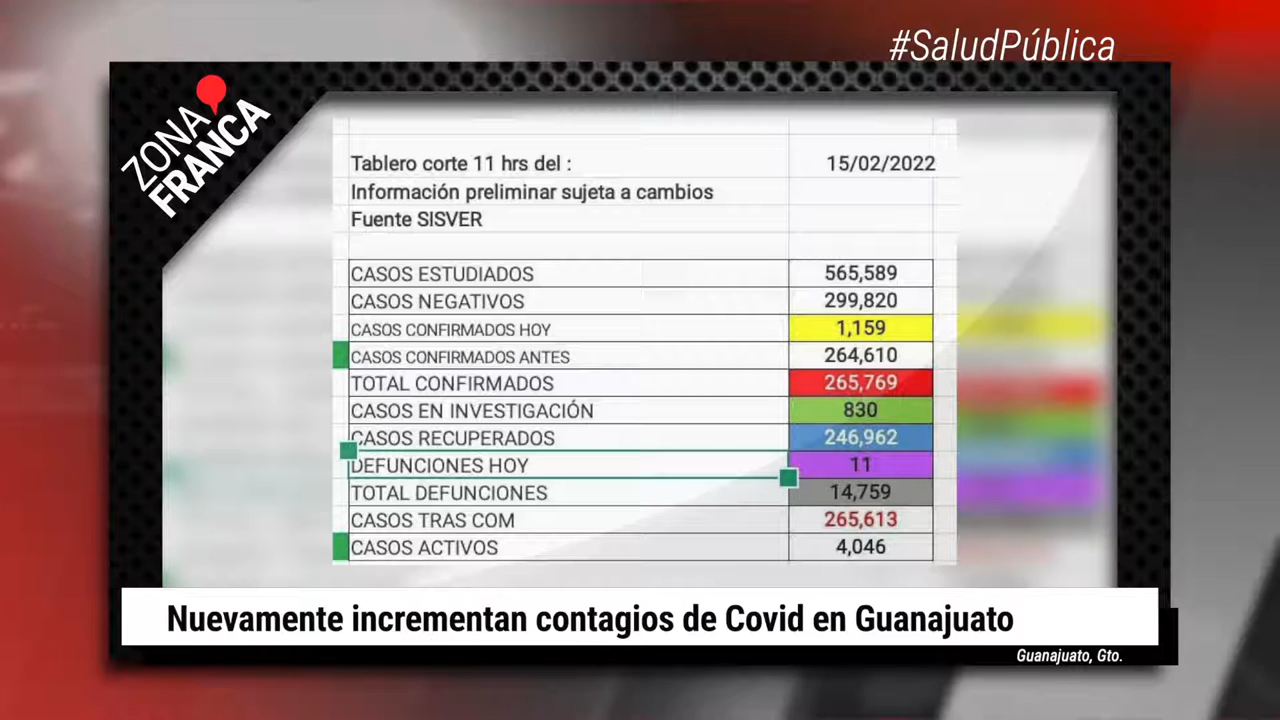 #SaludPública
ZONA
FRANCA
Tablero corte 11 hrs del : 15/02/2022
Información preliminar sujeta a cambios
Fuente SISVER
CASOS ESTUDIADOS 565,589
CASOS NEGATIVOS 299,820
CASOS CONFIRMADOS HOY 1,159
CASOS CONFIRMADOS ANTES 264,610
TOTAL CONFIRMADOS 265,769
CASOS EN INVESTIGACIÓN 830
CASOS RECUPERADOS 246,962
DEFUNCIONES HOY 11
TOTAL DEFUNCIONES 14,759
CASOS TRAS COM 265,613
CASOS ACTIVOS 4,046
Nuevamente incrementan contagios de Covid en Guanajuato
Guanajuato, Gto.